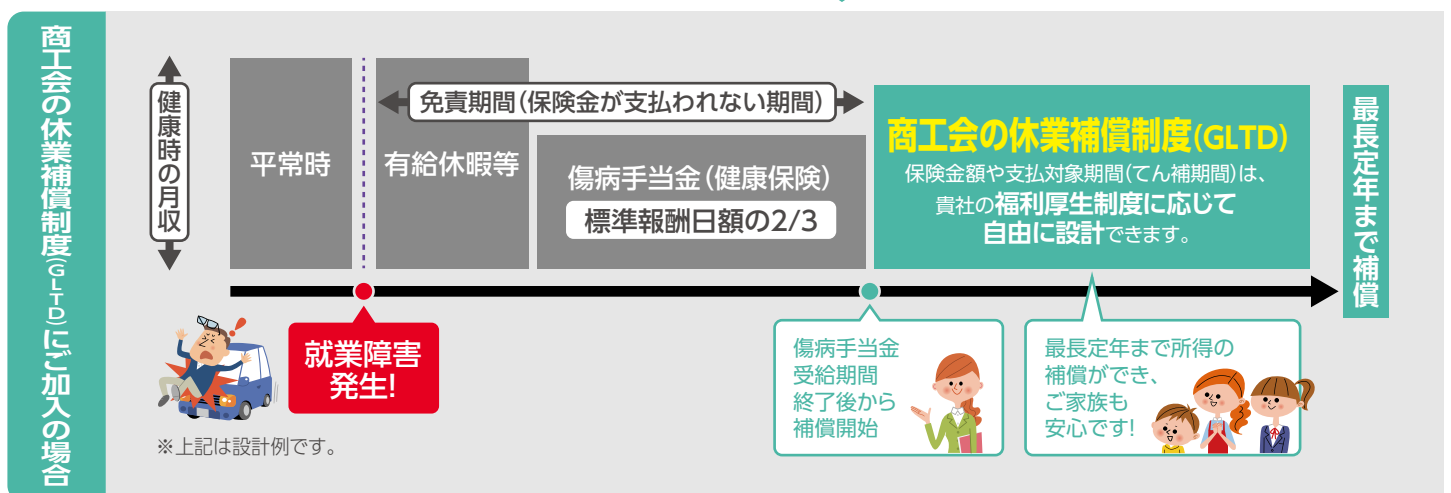 商工会の休業補償制度(GLTD)にご加入の場合
健康時の月収
平常時
有給休暇等
免責期間(保険金が支払われない期間)
傷病手当金(健康保険)
標準報酬日額の2/3
商工会の休業補償制度(GLTD)
保険金額や支払対象期間(てん補期間)は、
貴社の福利厚生制度に応じて
自由に設計できます。
最長定年まで補償
就業障害
発生!
傷病手当金
受給期間
終了後から
補償開始
最長定年まで所得の
補償ができ、
ご家族も
安心です!
※上記は設計例です。